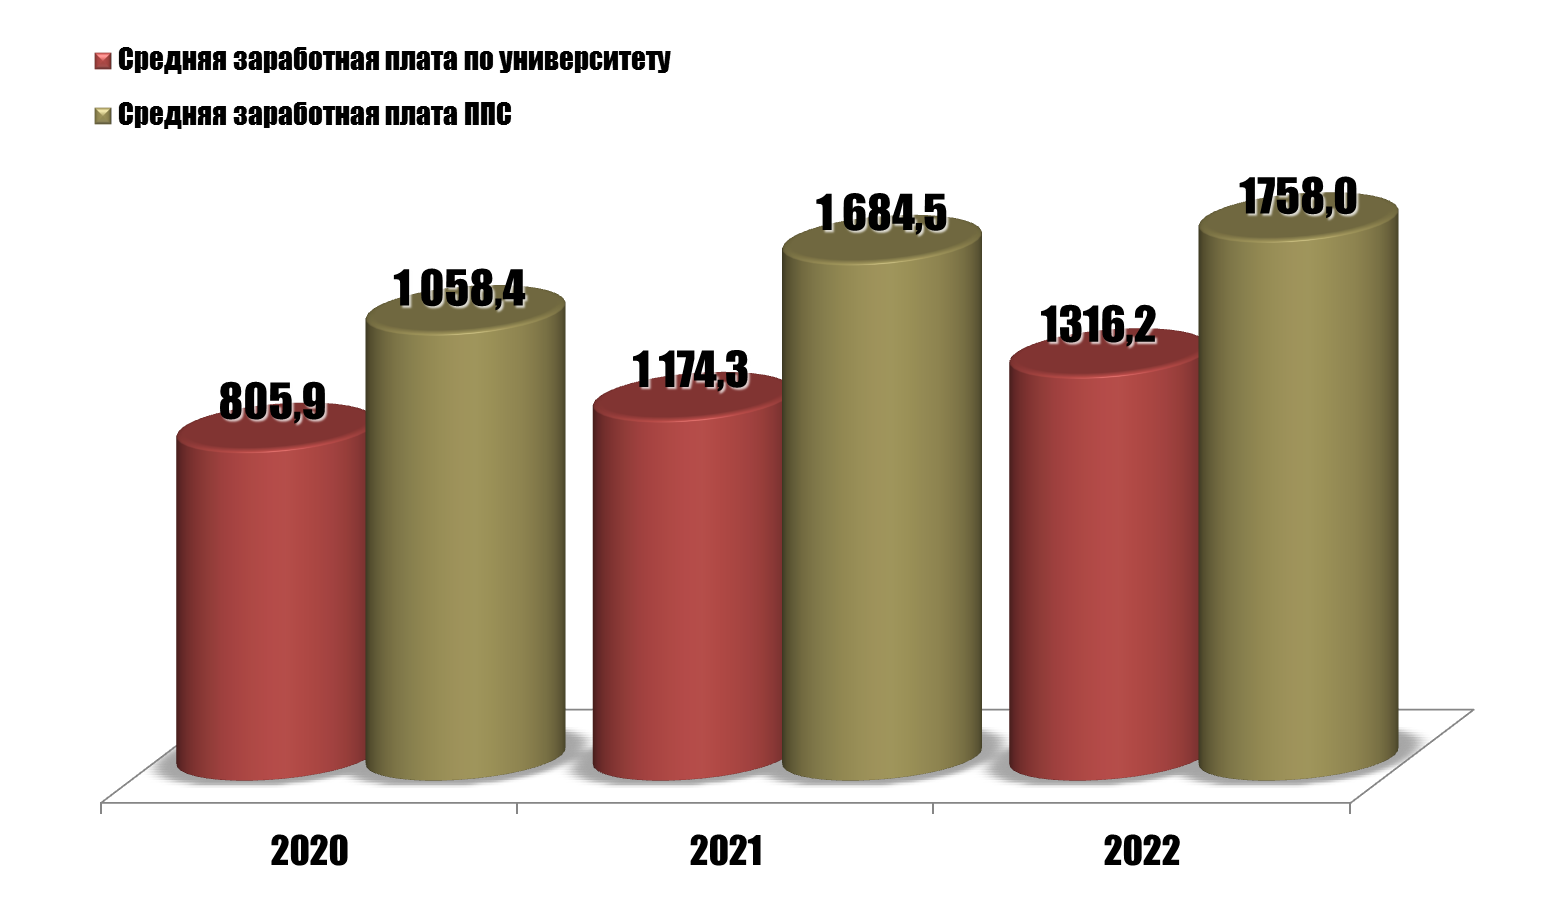 Средняя заработная плата по университету
Средняя заработная плата ППС
1758,0
1 684,5
1 058,4
1316,2
1 174,3
805,9
2020 2021 2022